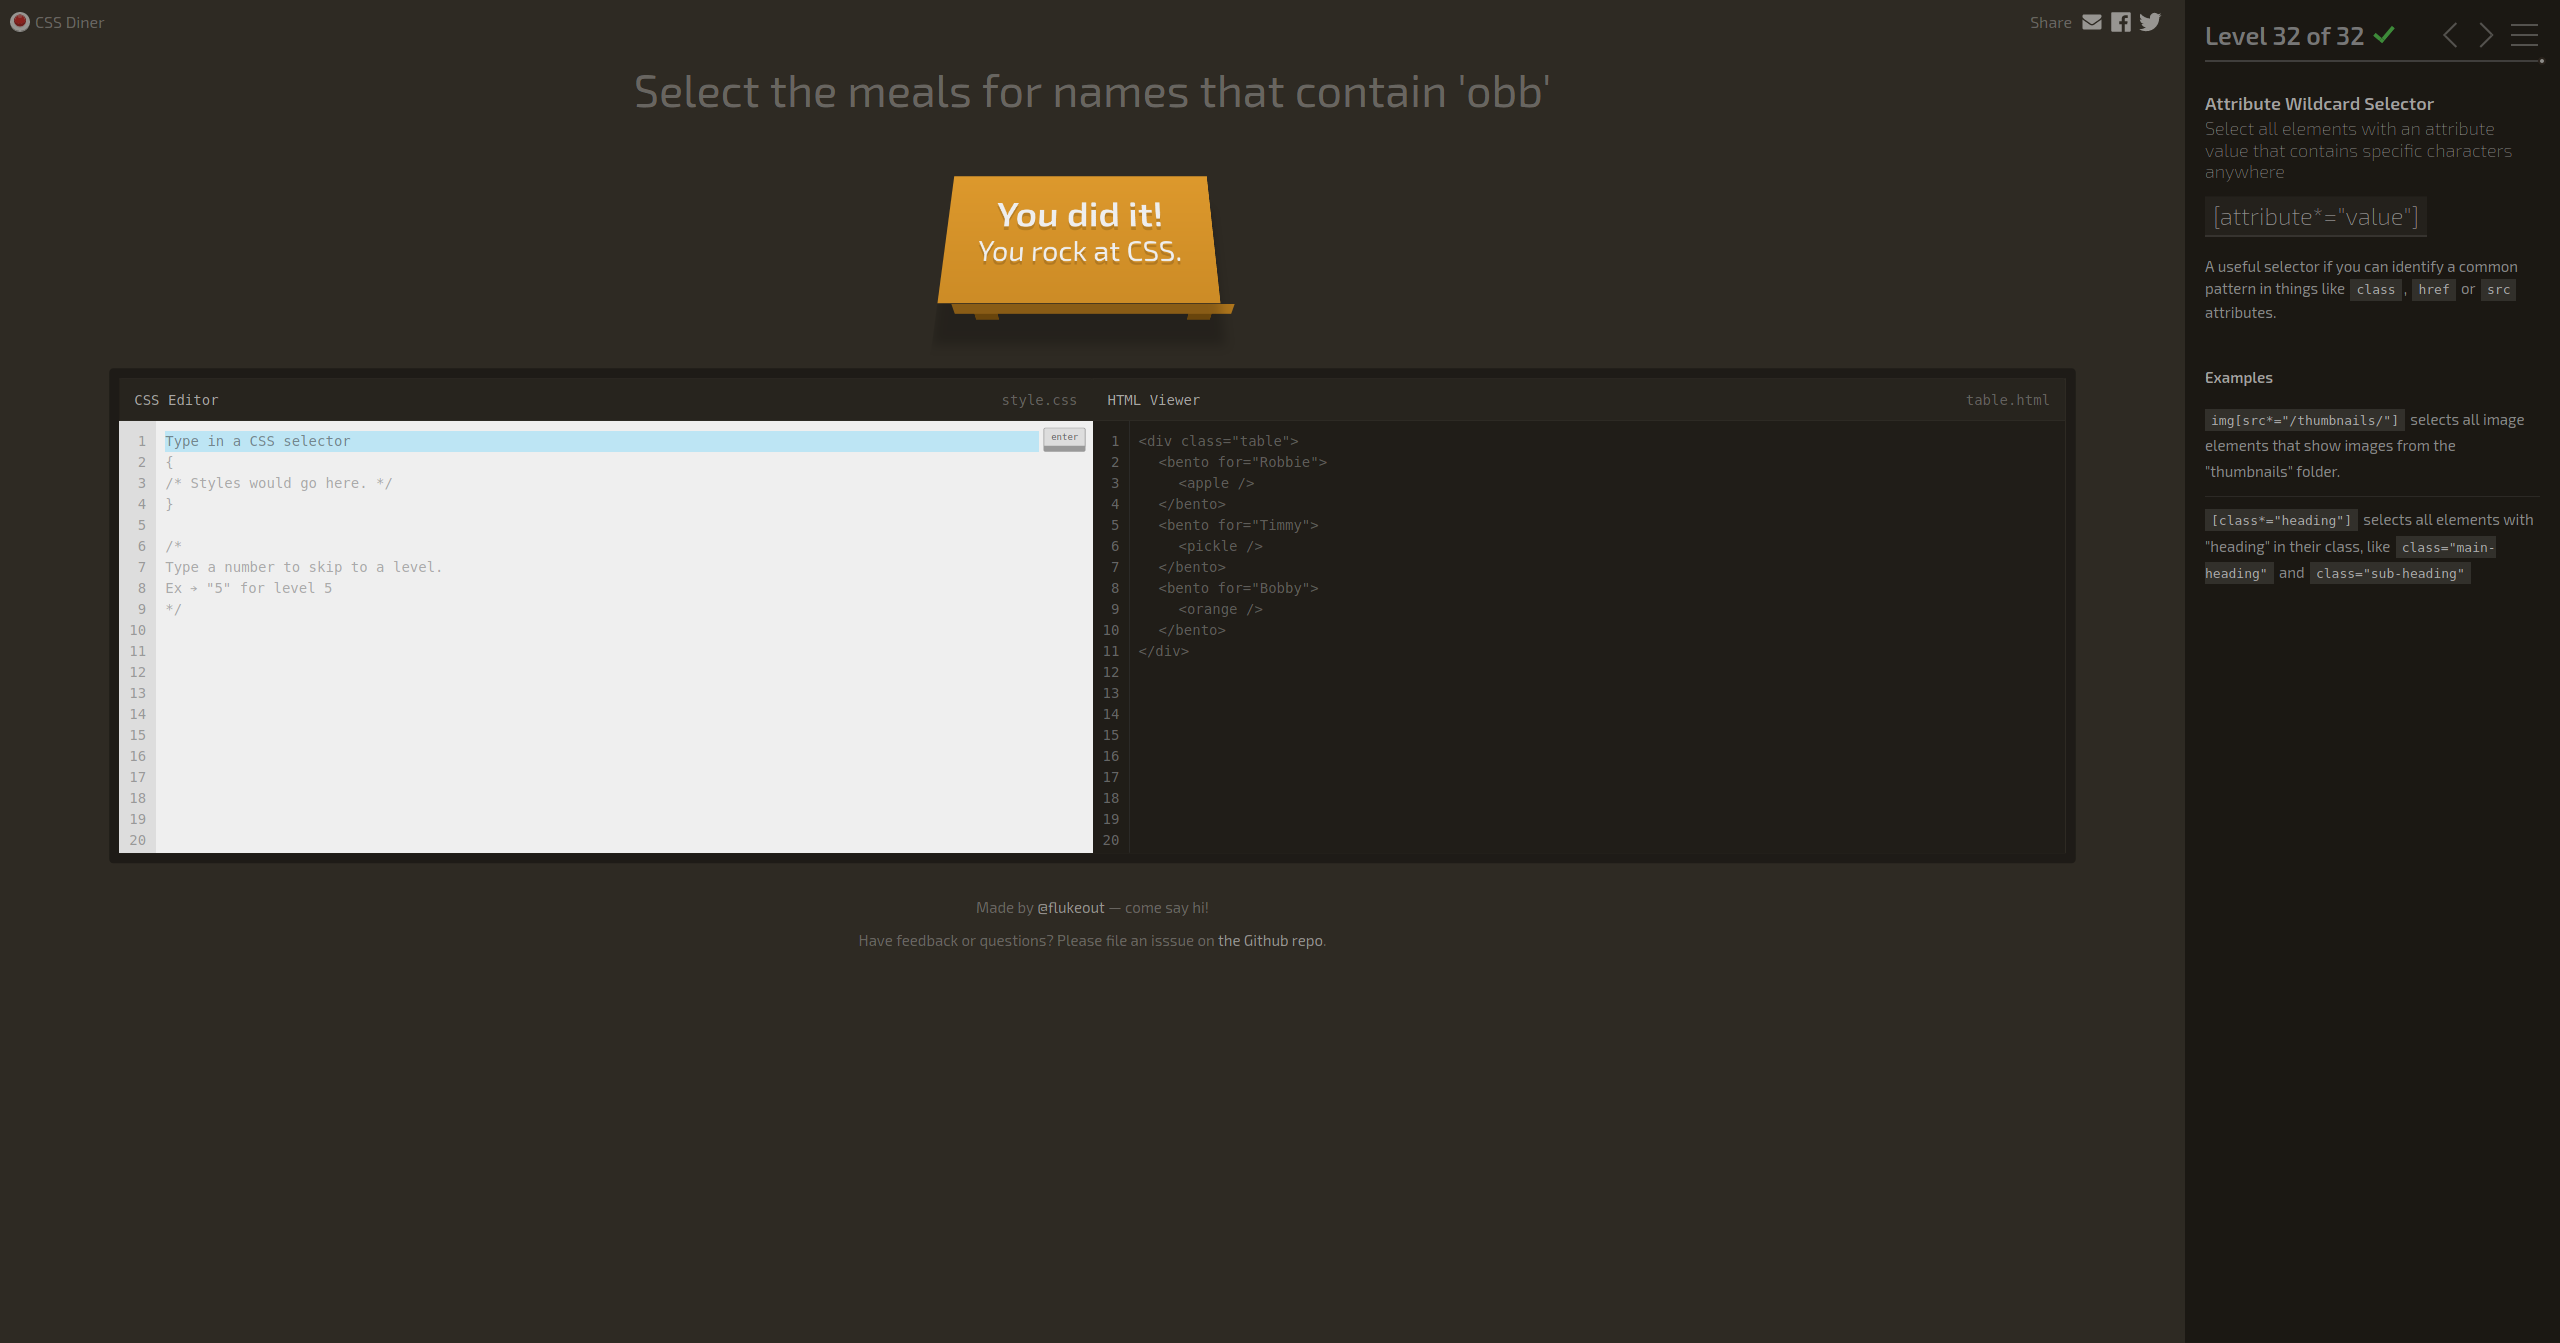 CSS Diner
Share
Select the meals for names that contain 'obb'
You did it!
You rock at CSS.
CSS Editor
style.css
1 Type in a CSS selector
enter
2 {
3 /* Styles would go here. */
4 }
5
6 /*
7 Type a number to skip to a level.
8 Ex → "5" for level 5
9 */
10
11
12
13
14
15
16
17
18
19
20
HTML Viewer
table.html
1 <div class="table">
2 <bento for="Robbie">
3 <apple />
4 </bento>
5 <bento for="Timmy">
6 <pickle />
7 </bento>
8 <bento for="Bobby">
9 <orange />
10 </bento>
11 </div>
12
13
14
15
16
17
18
19
20
Made by @flukeout — come say hi!
Have feedback or questions? Please file an isssue on the Github repo.
Level 32 of 32
Attribute Wildcard Selector
Select all elements with an attribute
value that contains specific characters
anywhere
[attribute*="value"]
A useful selector if you can identify a common
pattern in things like class, href or src
attributes.
Examples
img[src*="/thumbnails/"] selects all image
elements that show images from the
"thumbnails" folder.
[class*="heading"] selects all elements with
"heading" in their class, like class="main-
heading" and class="sub-heading"